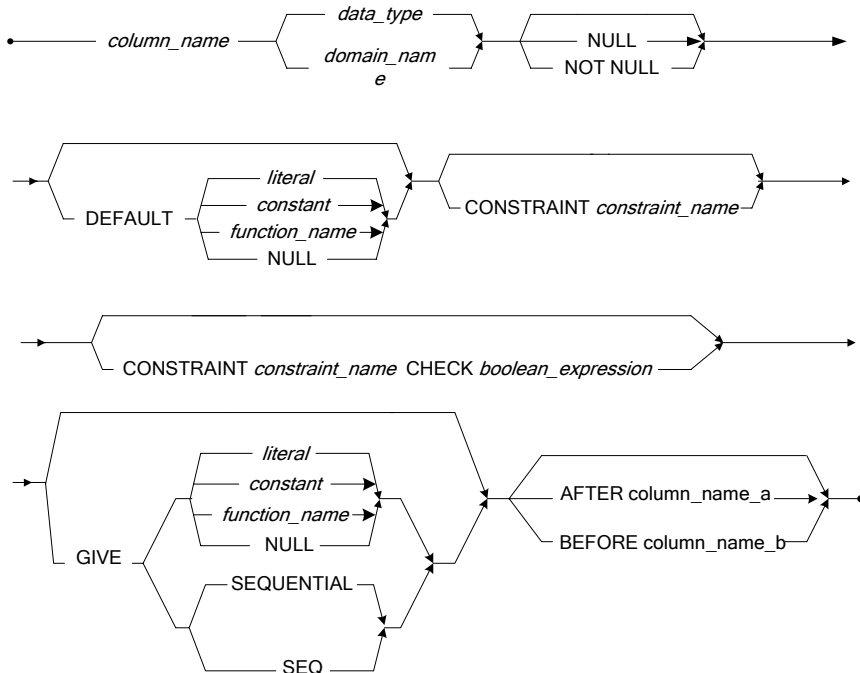 data_type
column_name
domain_nam
e
NULL
NOT NULL
literal
constant
DEFAULT
function_name
NULL
CONSTRAINT constraint_name
CONSTRAINT constraint_name CHECK boolean_expression
literal
constant
function_name
NULL
GIVE
SEQUENTIAL
SEQ
AFTER column_name_a
BEFORE column_name_b